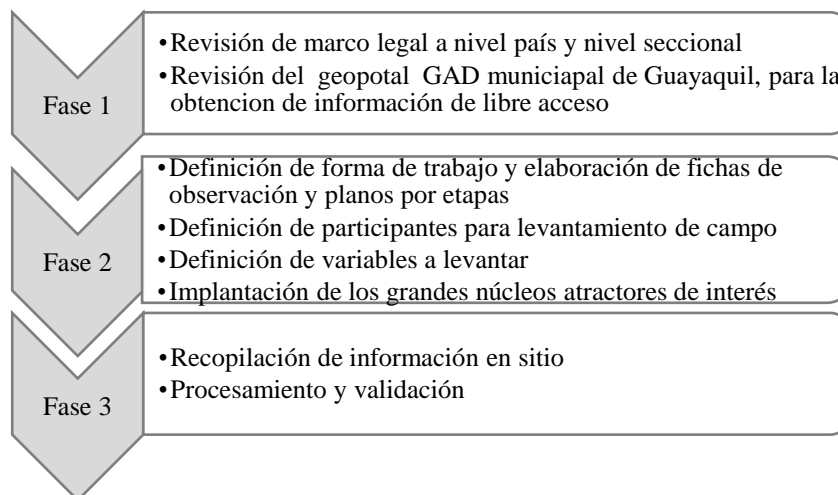 Fase 1
•Revisión de marco legal a nivel país y nivel seccional
•Revisión del geopotal GAD municiapal de Guayaquil, para la
obtencion de información de libre acceso
Fase 2
•Definición de forma de trabajo y elaboración de fichas de
observación y planos por etapas
•Definición de participantes para levantamiento de campo
•Definición de variables a levantar
•Implantación de los grandes núcleos atractores de interés
Fase 3
•Recopilación de información en sitio
•Procesamiento y validación